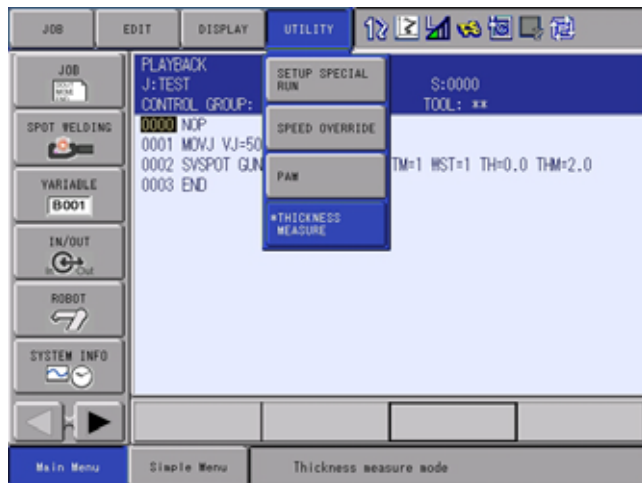 JOB EDIT DISPLAY UTILITY
JOB
SPOT WELDING
VARIABLE
B001
IN/OUT
In Out
ROBOT
SYSTEM INFO
PLAYBACK
J:TEST S:0000
CONTROL GROUP: TOOL: **
0000 NOP
0001 MOVJ VJ=50
0002 SVSPOT GUN TM=1 WST=1 TH=0.0 THM=2.0
0003 END
SETUP SPECIAL
RUN
SPEED OVERRIDE
PAM
*THICKNESS
MEASURE
Main Menu Simple Menu Thickness measure mode